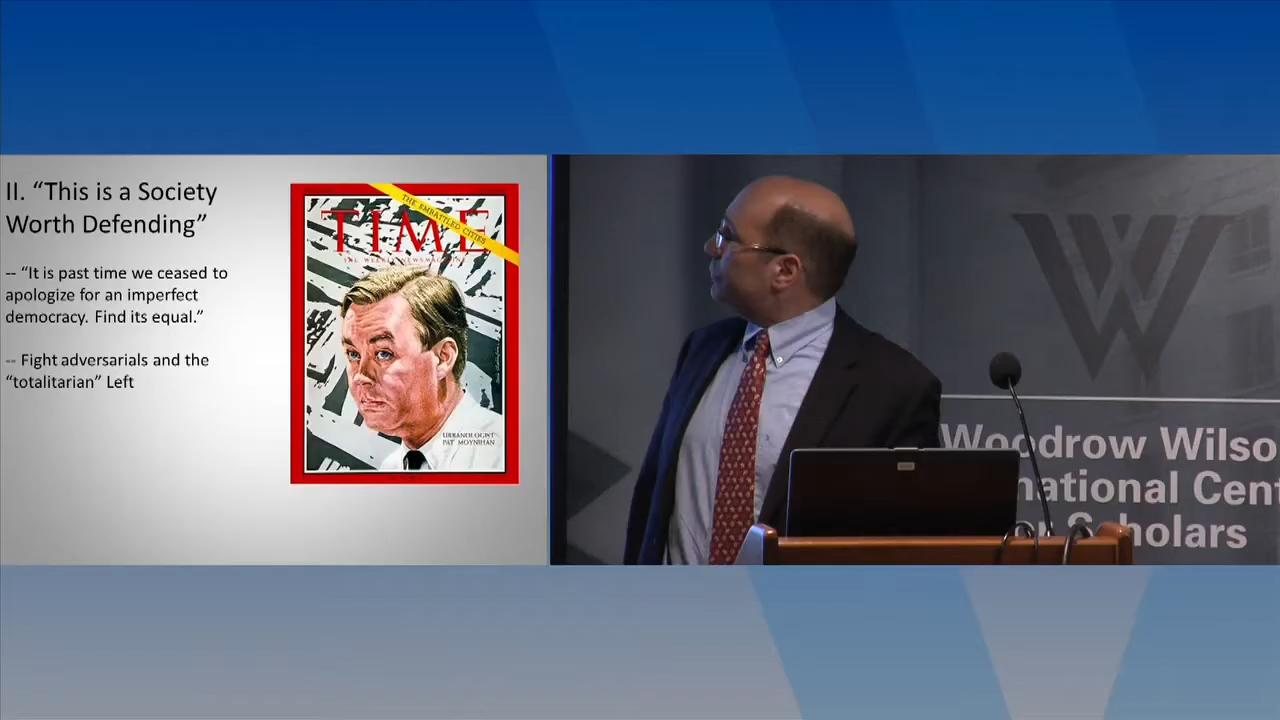 II. “This is a Society
Worth Defending”
-- “It is past time we ceased to
apologize for an imperfect
democracy. Find its equal.”
-- Fight adversarials and the
“totalitarian” Left
THE EMBATTLED CITIES
TIME
THE WEEKLY NEWSMAGAZINE
URBANOLOGIST
PAT MOYNIHAN
W
Woodrow Wilso
national Cent
or Scholars